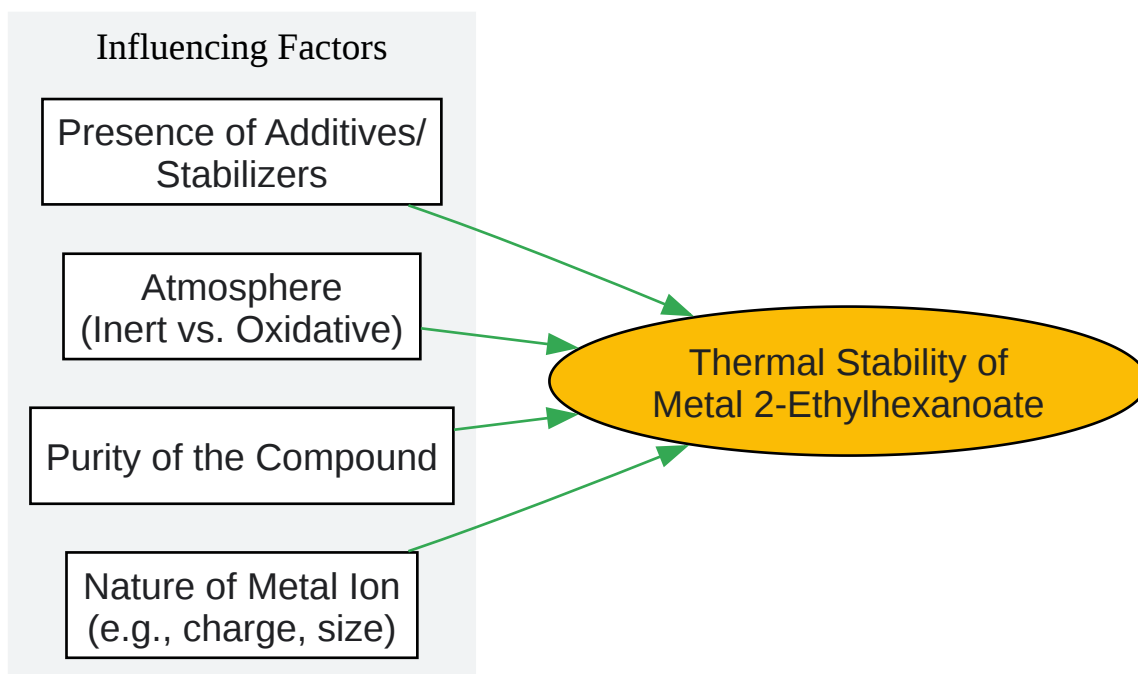 Influencing Factors
Presence of Additives/
Stabilizers
Atmosphere
(Inert vs. Oxidative)
Purity of the Compound
Nature of Metal Ion
(e.g., charge, size)
Thermal Stability of
Metal 2-Ethylhexanoate